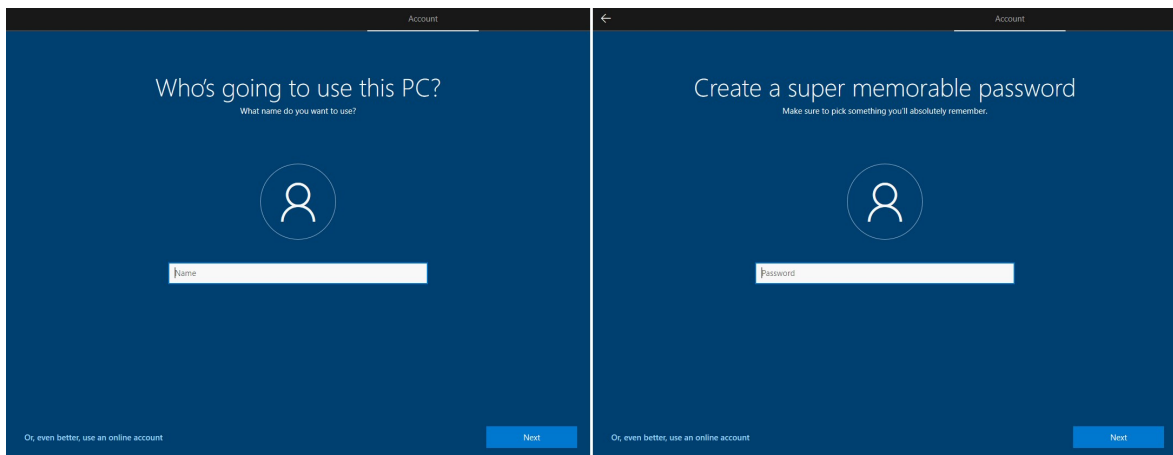 Account
Who's going to use this PC?
What name do you want to use?
Name
Or, even better, use an online account
Next
Account
Create a super memorable password
Make sure to pick something you'll absolutely remember.
Password
Or, even better, use an online account
Next